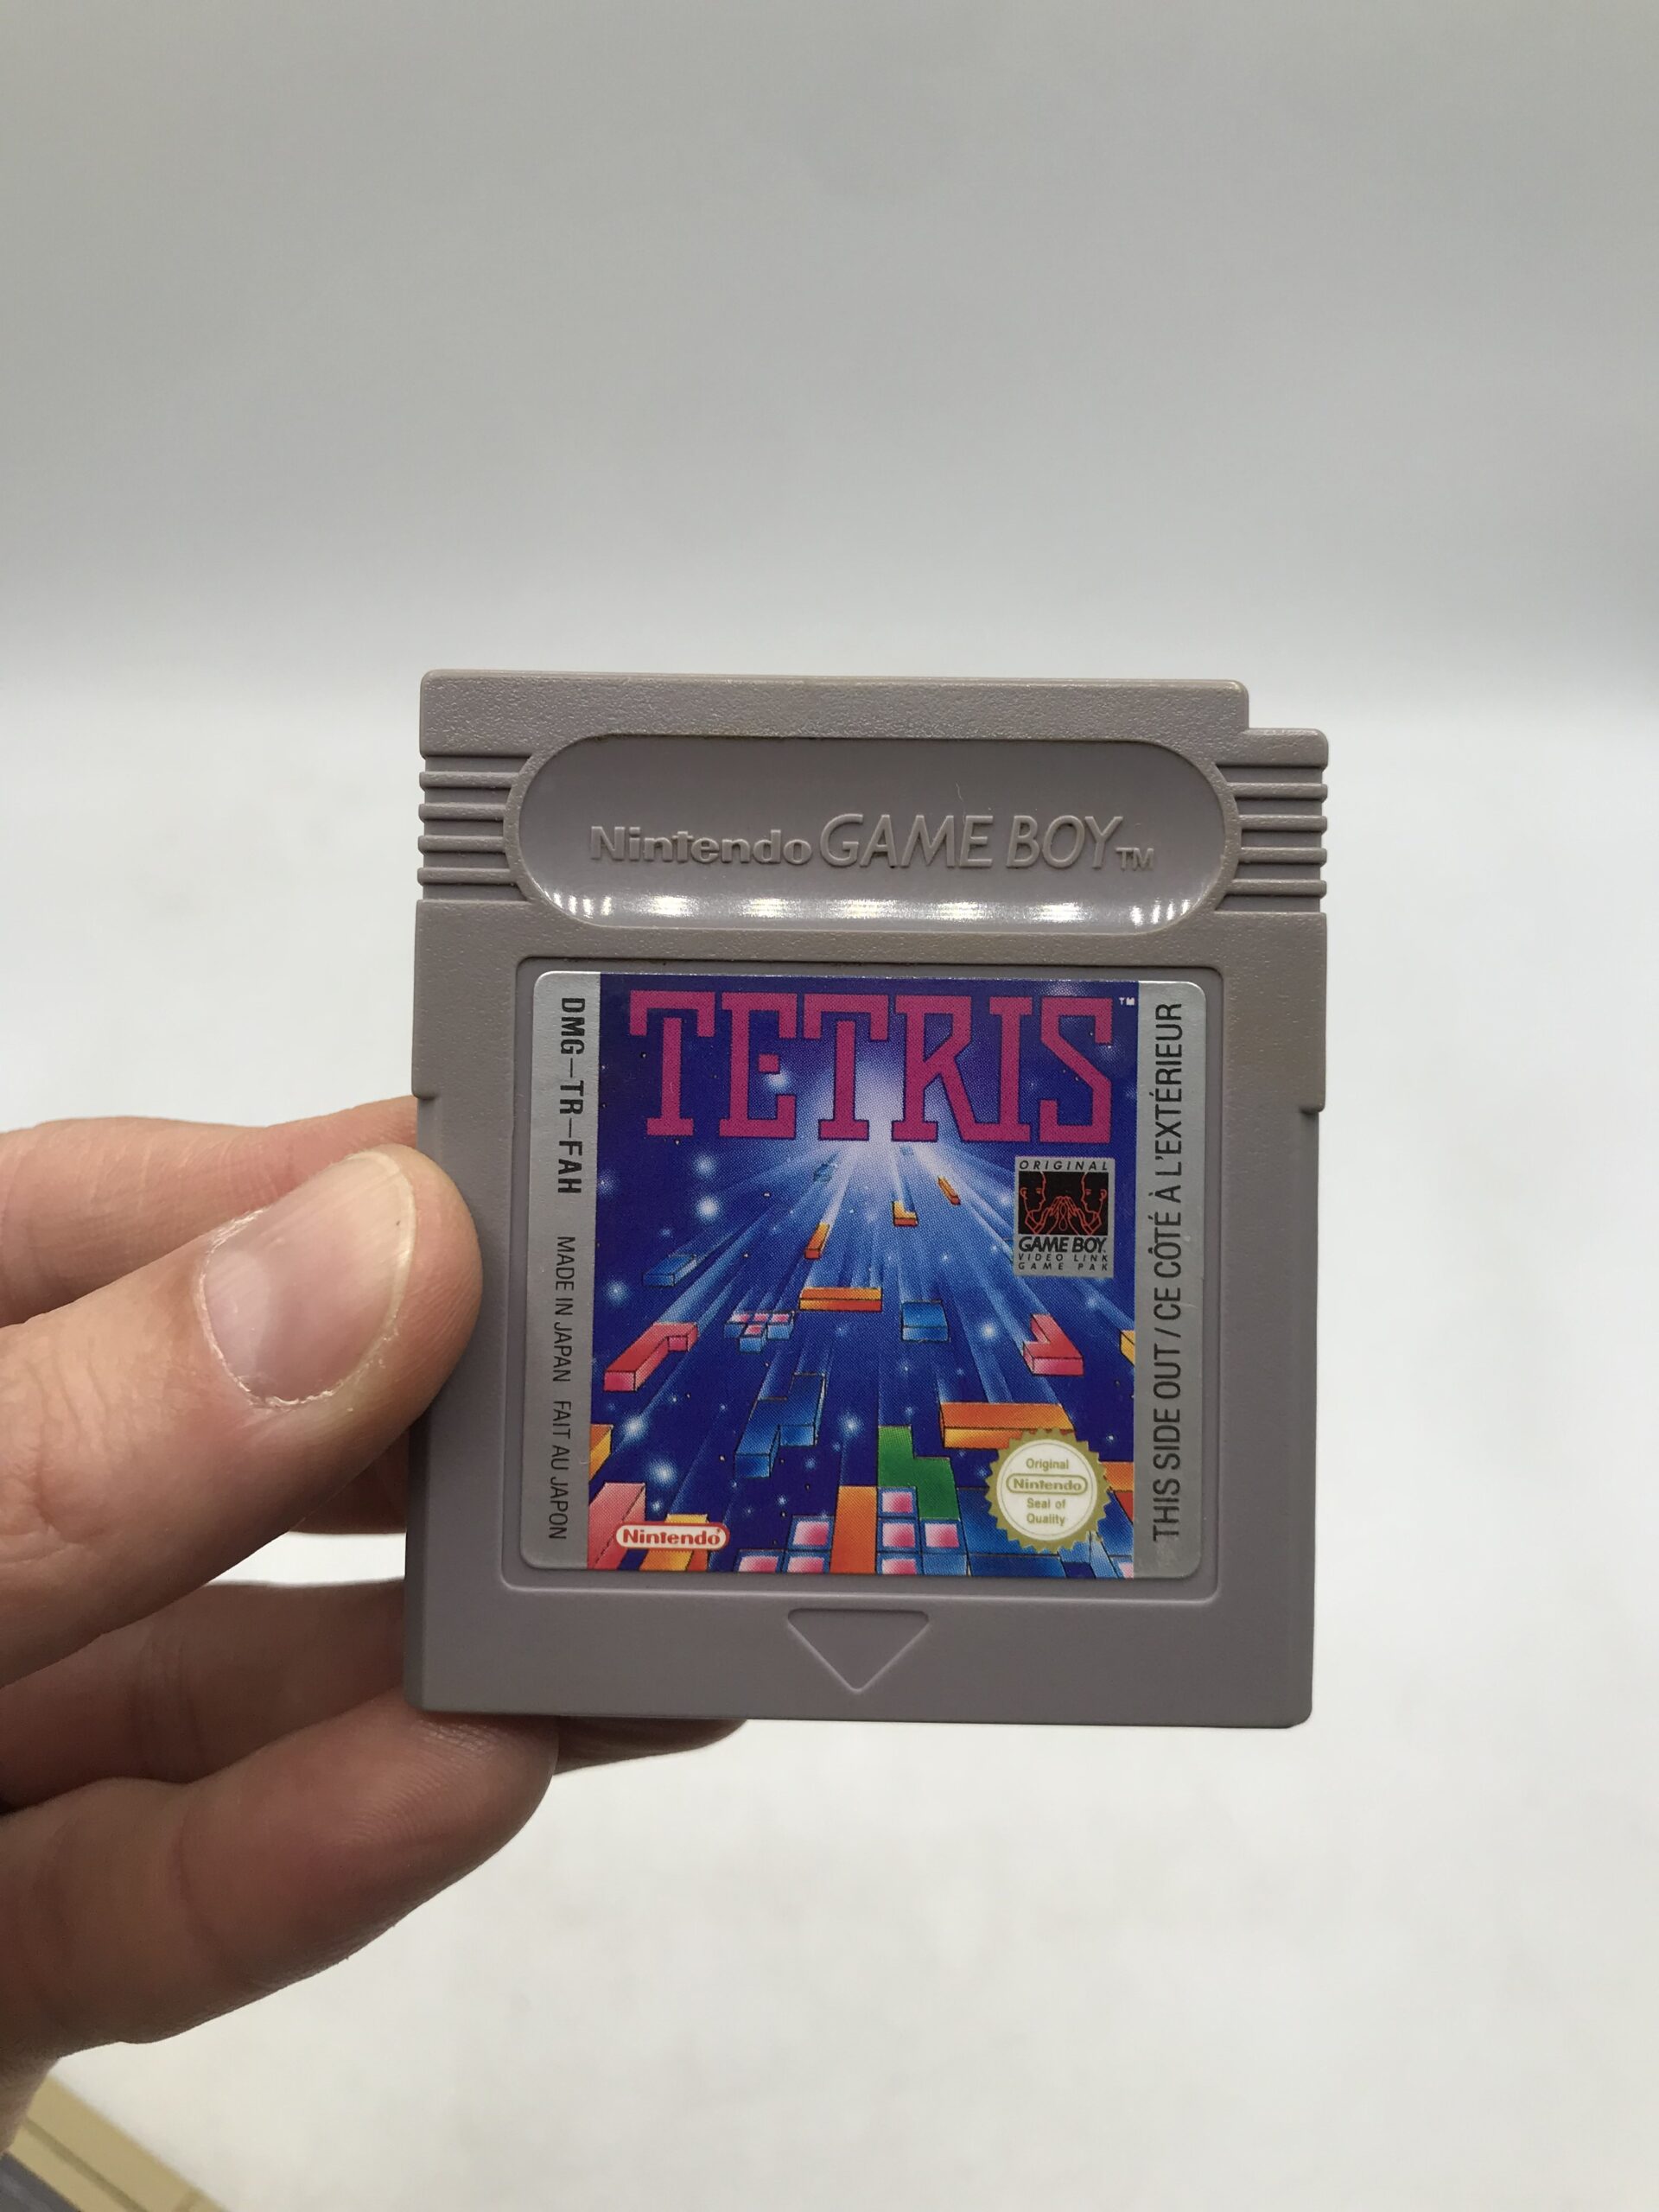 Nintendo GAME BOY™
TETRIS™
DMG-TR-FAH MADE IN JAPAN FAIT AU JAPON
ORIGINAL
GAME BOY
VIDEO LINK
GAME PAK
THIS SIDE OUT / CE CÔTÉ À L'EXTÉRIEUR
Nintendo®
Original
Nintendo
Seal of
Quality